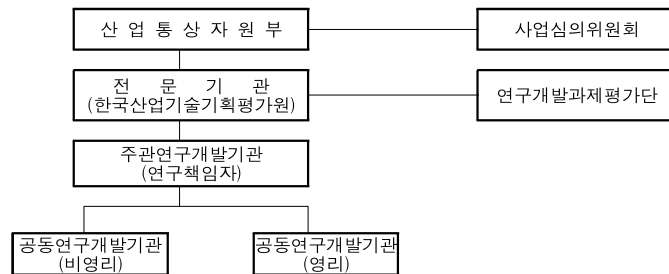 산 업 통 상 자 원 부
사업심의위원회
전 문 기 관
(한국산업기술기획평가원)
연구개발과제평가단
주관연구개발기관
(연구책임자)
공동연구개발기관
(비영리)
공동연구개발기관
(영리)